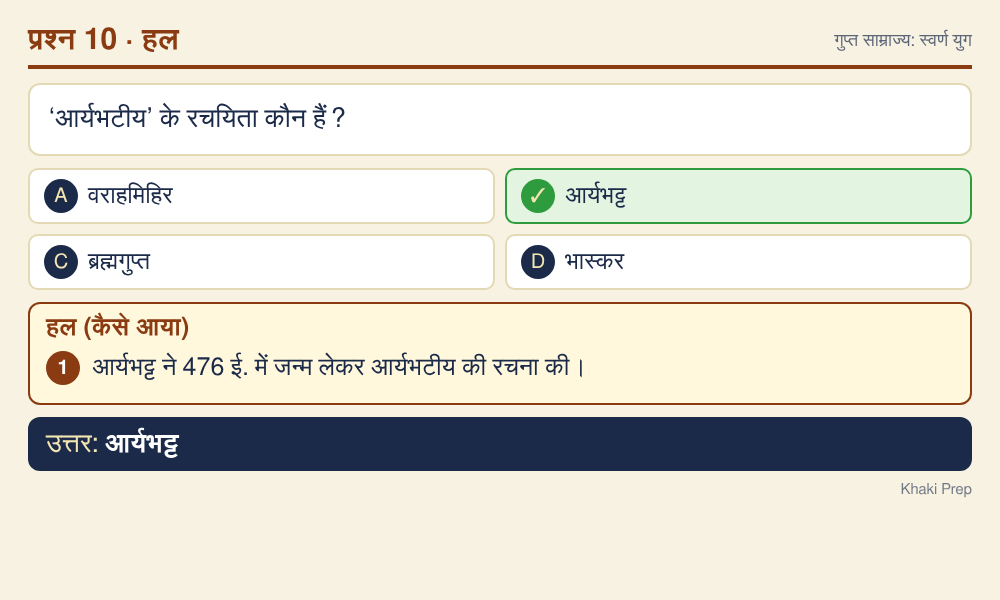 प्रश्न 10 · हल
गुप्त साम्राज्य: स्वर्ण युग
‘आर्यभटीय’ के रचयिता कौन हैं ?
A वराहमिहिर
✓ आर्यभट्ट
C ब्रह्मगुप्त
D भास्कर
हल (कैसे आया)
1 आर्यभट्ट ने 476 ई. में जन्म लेकर आर्यभटीय की रचना की।
उत्तर: आर्यभट्ट
Khaki Prep